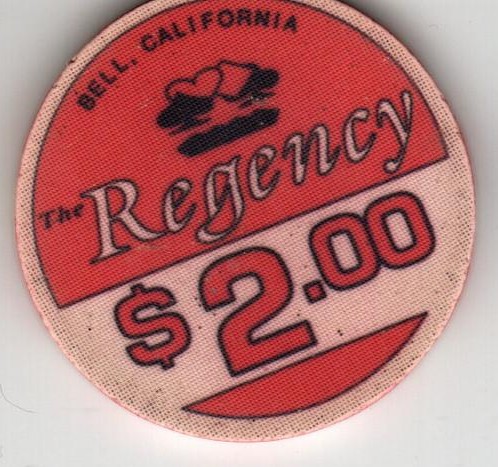 BELL, CALIFORNIA
The Regency
$2.00